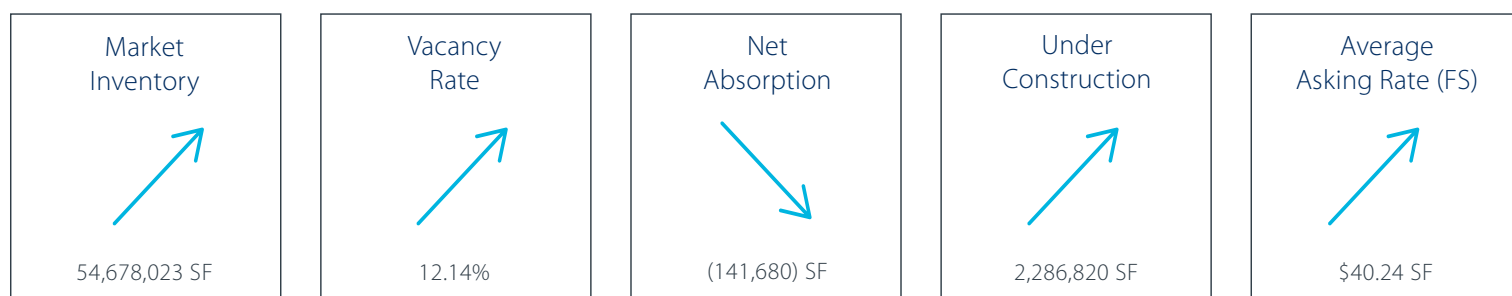 Market
Inventory
54,678,023 SF
Vacancy
Rate
12.14%
Net
Absorption
(141,680) SF
Under
Construction
2,286,820 SF
Average
Asking Rate (FS)
$40.24 SF